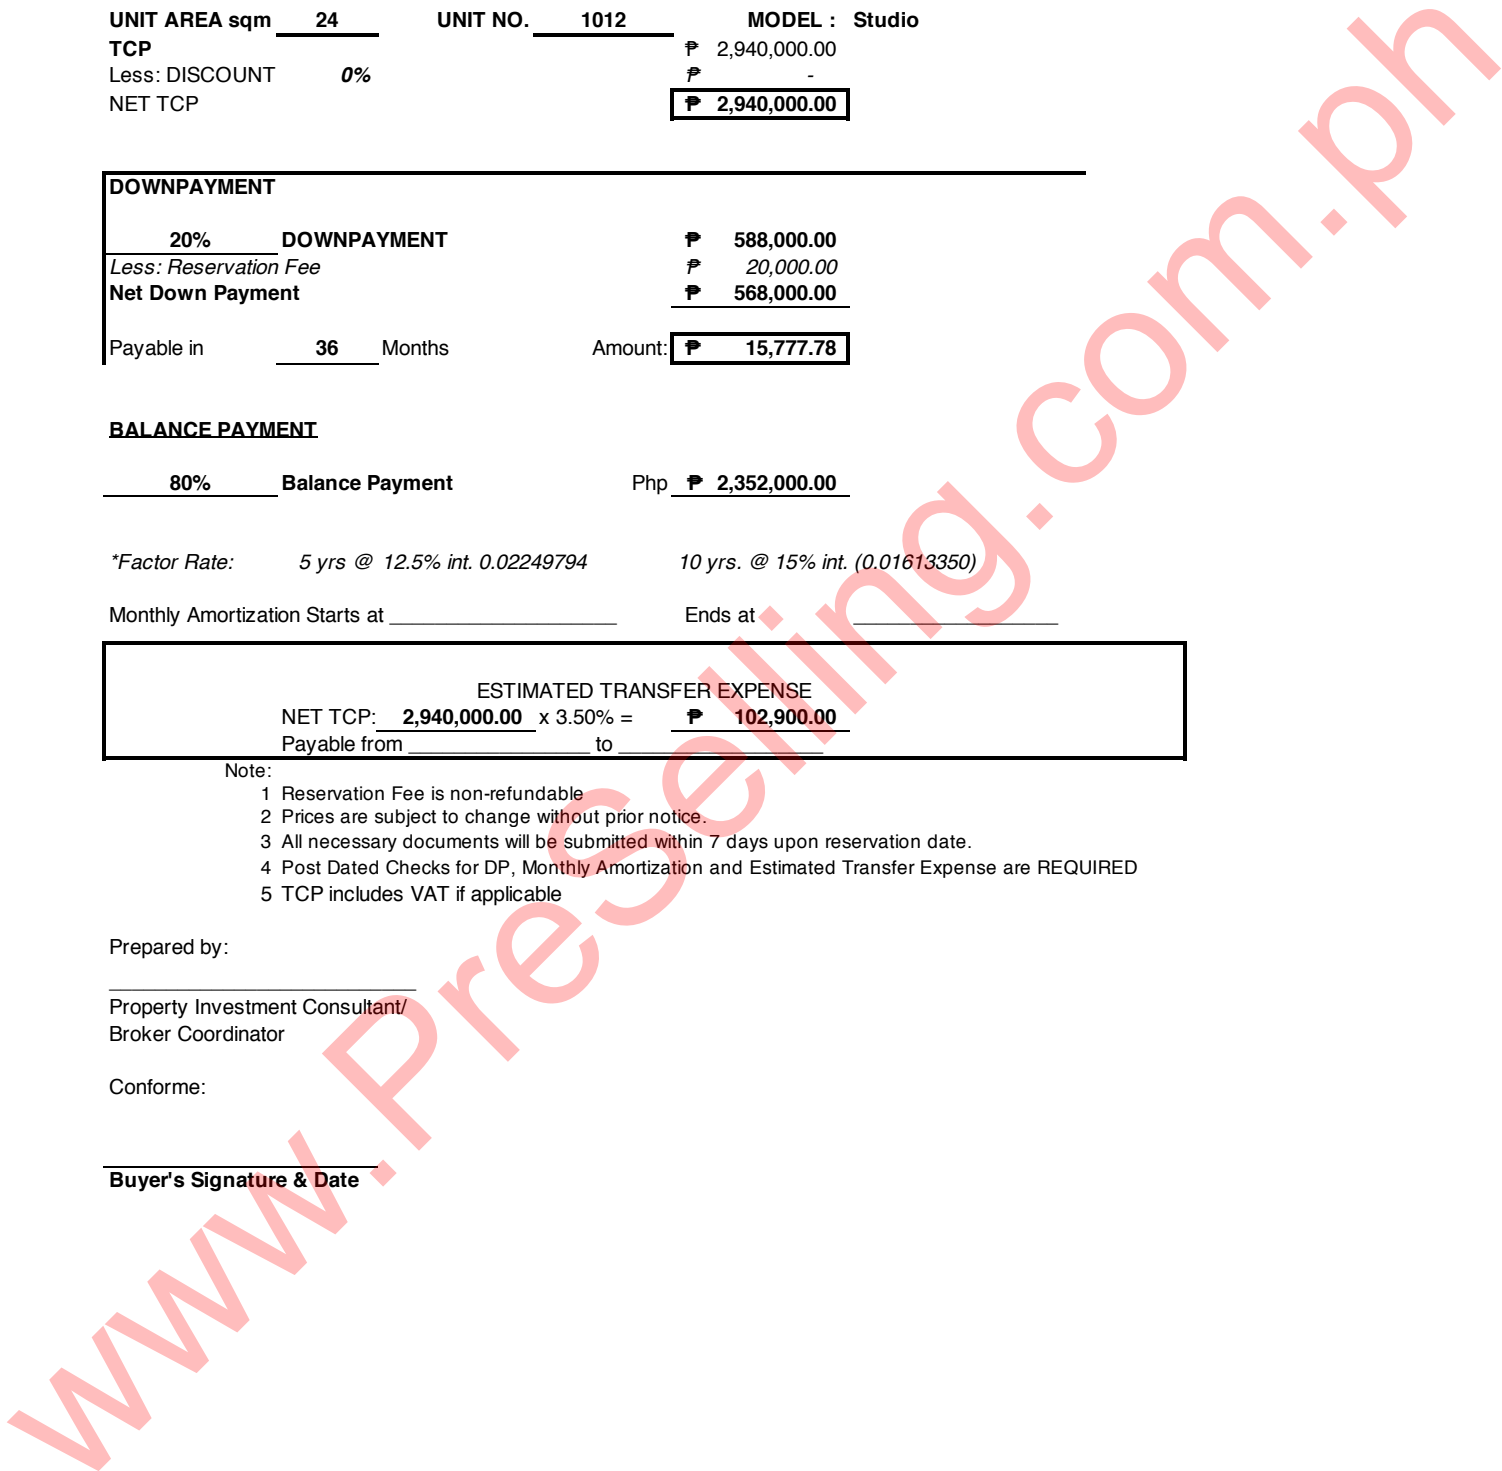 UNIT AREA sqm 24 UNIT NO. 1012 MODEL : Studio
TCP ₱ 2,940,000.00
Less: DISCOUNT 0% ₱ -
NET TCP ₱ 2,940,000.00
DOWNPAYMENT
20% DOWNPAYMENT ₱ 588,000.00
Less: Reservation Fee ₱ 20,000.00
Net Down Payment ₱ 568,000.00
Payable in 36 Months Amount: ₱ 15,777.78
BALANCE PAYMENT
80% Balance Payment Php ₱ 2,352,000.00
*Factor Rate: 5 yrs @ 12.5% int. 0.02249794 10 yrs. @ 15% int. (0.01613350)
Monthly Amortization Starts at ____________________ Ends at __________________
ESTIMATED TRANSFER EXPENSE
NET TCP: 2,940,000.00 x 3.50% = ₱ 102,900.00
Payable from ________________ to __________________
Note:
1 Reservation Fee is non-refundable
2 Prices are subject to change without prior notice.
3 All necessary documents will be submitted within 7 days upon reservation date.
4 Post Dated Checks for DP, Monthly Amortization and Estimated Transfer Expense are REQUIRED
5 TCP includes VAT if applicable
Prepared by:
___________________________
Property Investment Consultant/
Broker Coordinator
Conforme:
Buyer's Signature & Date
www.PreSelling.com.ph